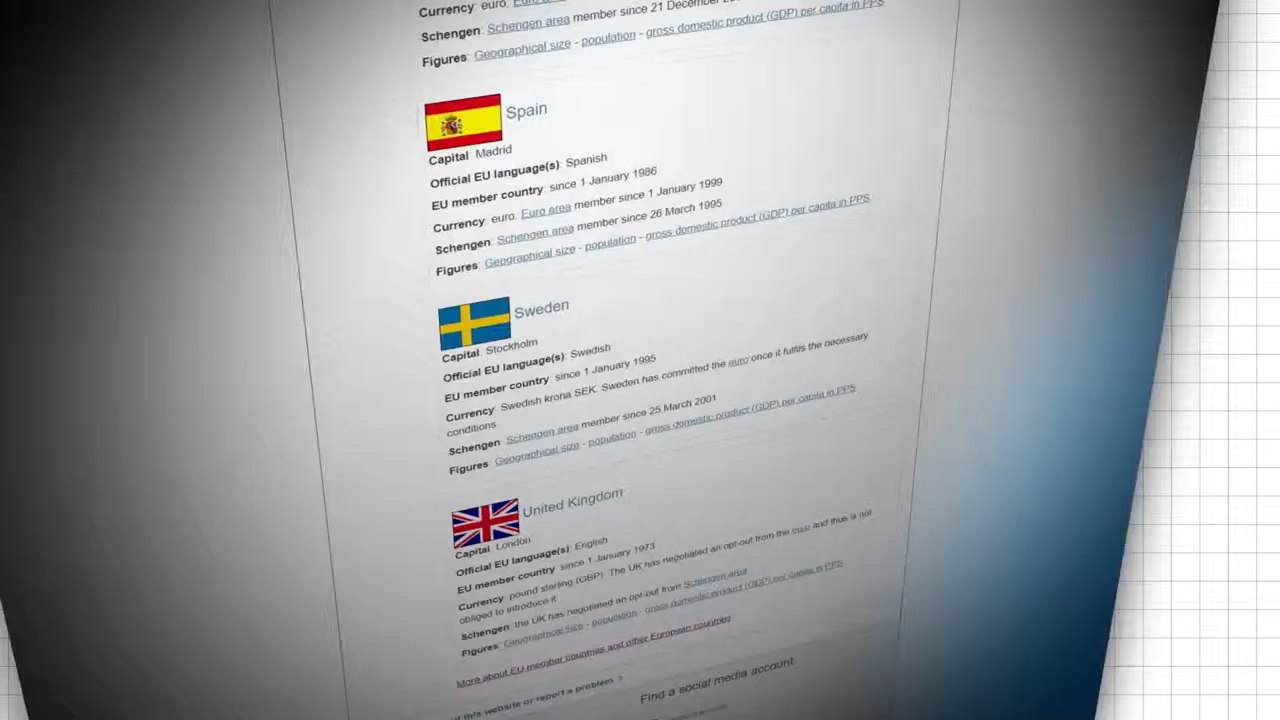 Currency: euro. Euro
Schengen: Schengen area member since 21 December
Figures: Geographical size - population - gross domestic product (GDP) per capita in PPS
Spain
Capital: Madrid
Official EU language(s): Spanish
EU member country: since 1 January 1986
Currency: euro. Euro area member since 1 January 1999
Schengen: Schengen area member since 26 March 1995
Figures: Geographical size - population - gross domestic product (GDP) per capita in PPS
Sweden
Capital: Stockholm
Official EU language(s): Swedish
EU member country: since 1 January 1995
Currency: Swedish krona SEK. Sweden has committed the euro once it fulfils the necessary
conditions.
Schengen: Schengen area member since 25 March 2001
Figures: Geographical size - population - gross domestic product (GDP) per capita in PPS
United Kingdom
Capital: London
Official EU language(s): English
EU member country: since 1 January 1973
Currency: pound sterling (GBP). The UK has negotiated an opt-out from the euro and thus is not
obliged to introduce it.
Schengen: the UK has negotiated an opt-out from Schengen area
Figures: Geographical size - population - gross domestic product (GDP) per capita in PPS
More about EU member countries and other European countries
this website or report a problem >
Find a social media account